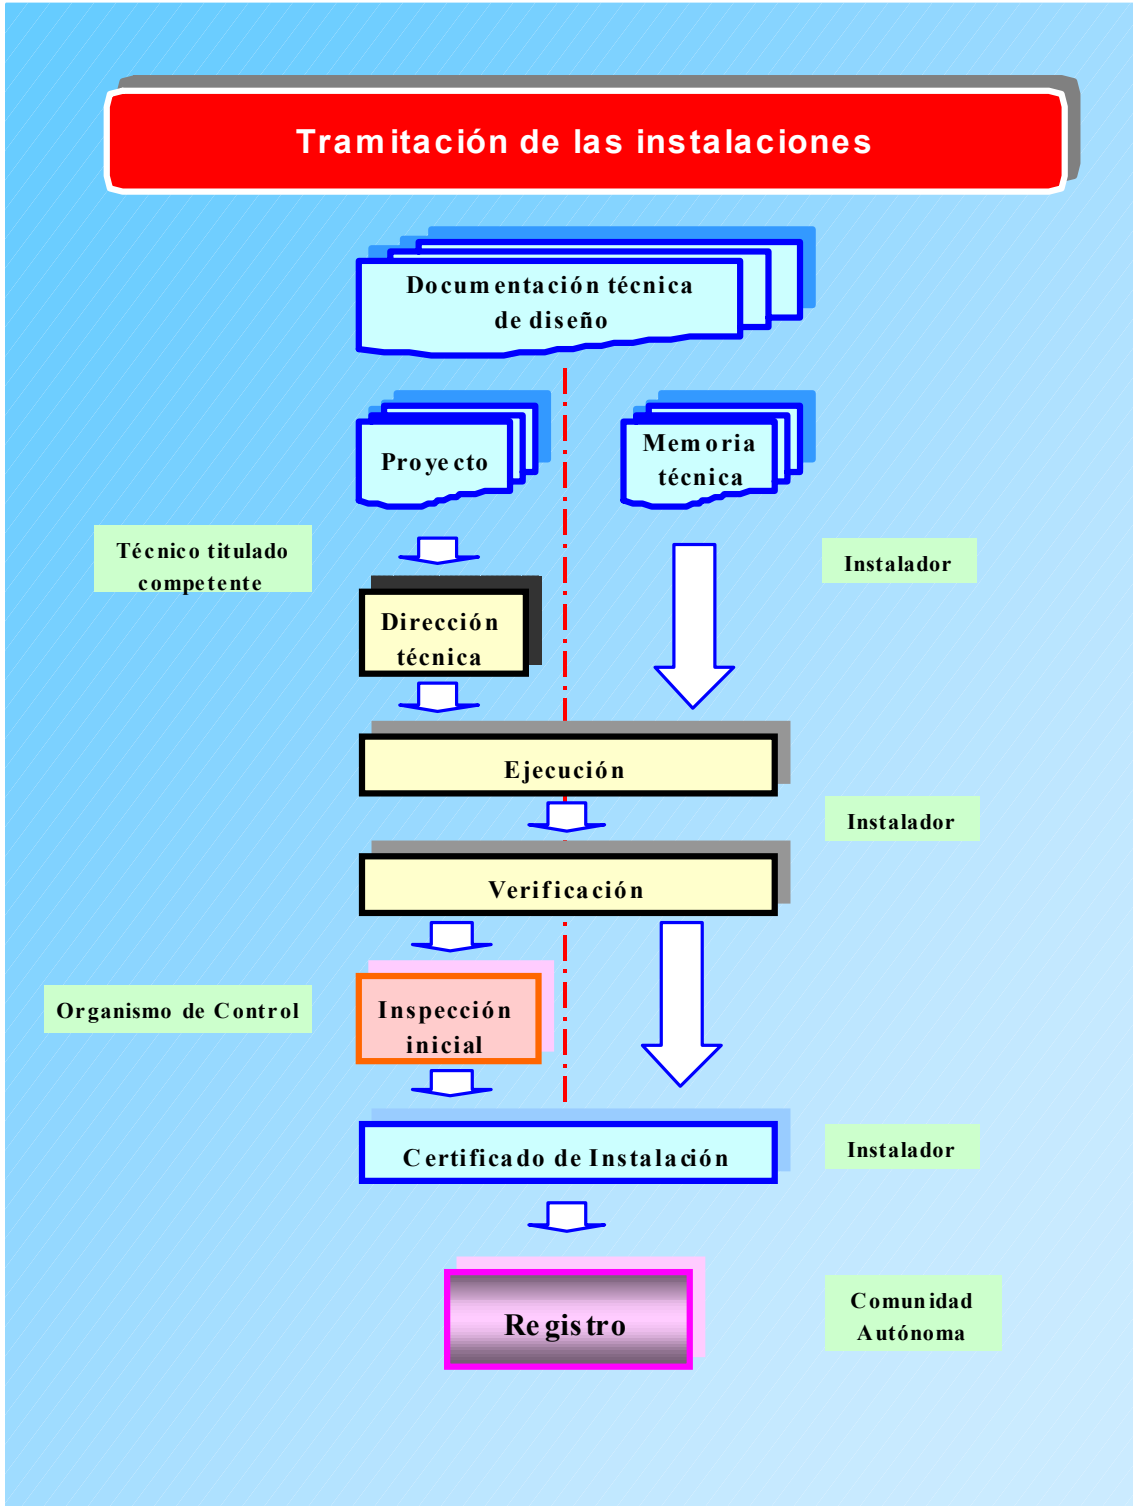 Tramitación de las instalaciones
Documentación técnica
de diseño
Proyecto
Memoria
técnica
Técnico titulado
competente
Instalador
Dirección
técnica
Ejecución
Instalador
Verificación
Organismo de Control
Inspección
inicial
Certificado de Instalación
Instalador
Registro
Comunidad
Autónoma